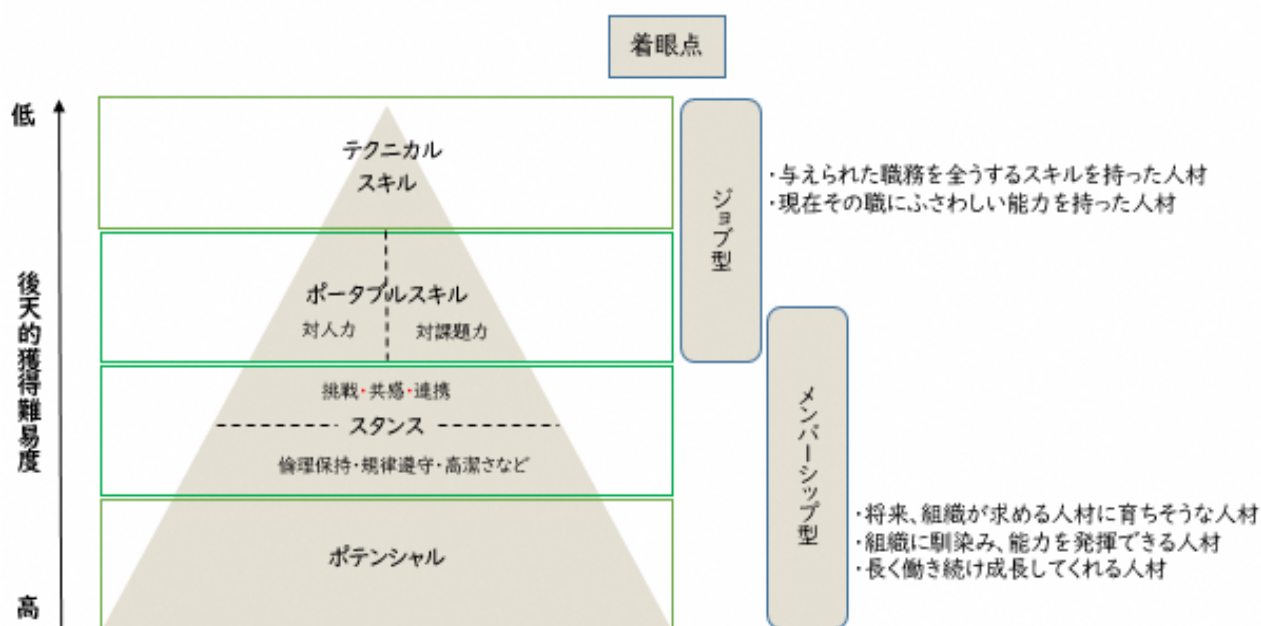 着眼点
低
テクニカル
スキル
ポータブルスキル
対人力
対課題力
挑戦・共感・連携
スタンス
倫理保持・規律遵守・高潔さなど
ポテンシャル
後天的獲得難易度
高
ジョブ型
・与えられた職務を全うするスキルを持った人材
・現在その職にふさわしい能力を持った人材
メンバーシップ型
・将来、組織が求める人材に育ちそうな人材
・組織に馴染み、能力を発揮できる人材
・長く働き続け成長してくれる人材